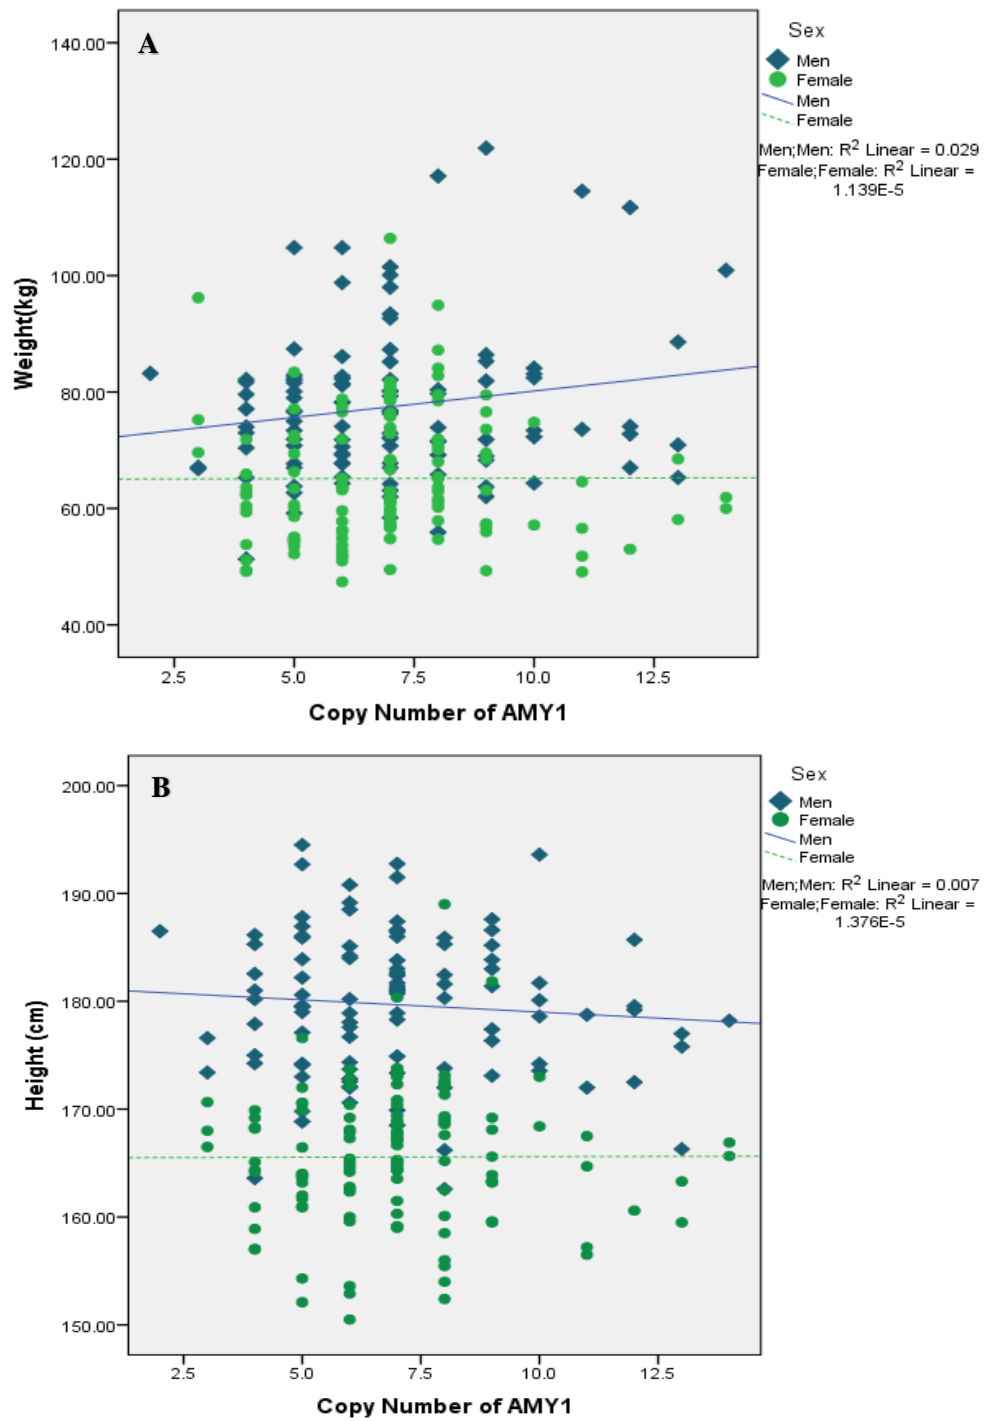 A
Sex
Men
Female
Men
Female
Men;Men: R² Linear = 0.029
Female;Female: R² Linear =
1.139E-5
140.00
120.00
100.00
80.00
60.00
40.00
Weight(kg)
2.5 5.0 7.5 10.0 12.5
Copy Number of AMY1
B
Sex
Men
Female
Men
Female
Men;Men: R² Linear = 0.007
Female;Female: R² Linear =
1.376E-5
200.00
190.00
180.00
170.00
160.00
150.00
Height (cm)
2.5 5.0 7.5 10.0 12.5
Copy Number of AMY1